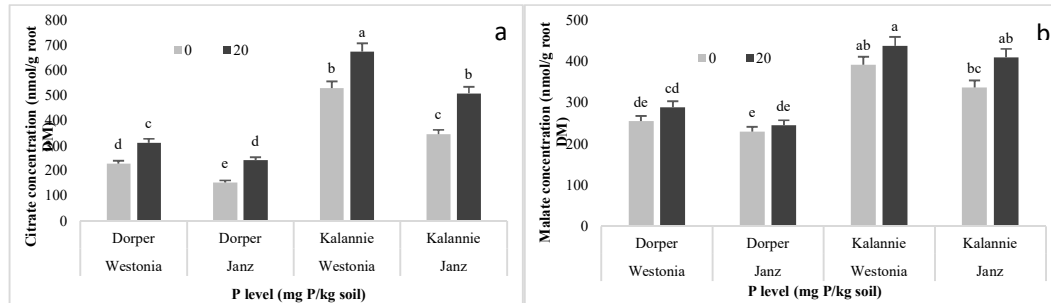 Citrate concentration (nmol/g root DM)
800
700
600
500
400
300
200
100
0
0 20
a
d c e d a b c b
Dorper Dorper Kalannie Kalannie
Westonia Janz Westonia Janz
P level (mg P/kg soil)
Malate concentration (nmol/g root DM)
500
400
300
200
100
0
0 20
b
de cd e de ab a bc ab
Dorper Dorper Kalannie Kalannie
Westonia Janz Westonia Janz
P level (mg P/kg soil)